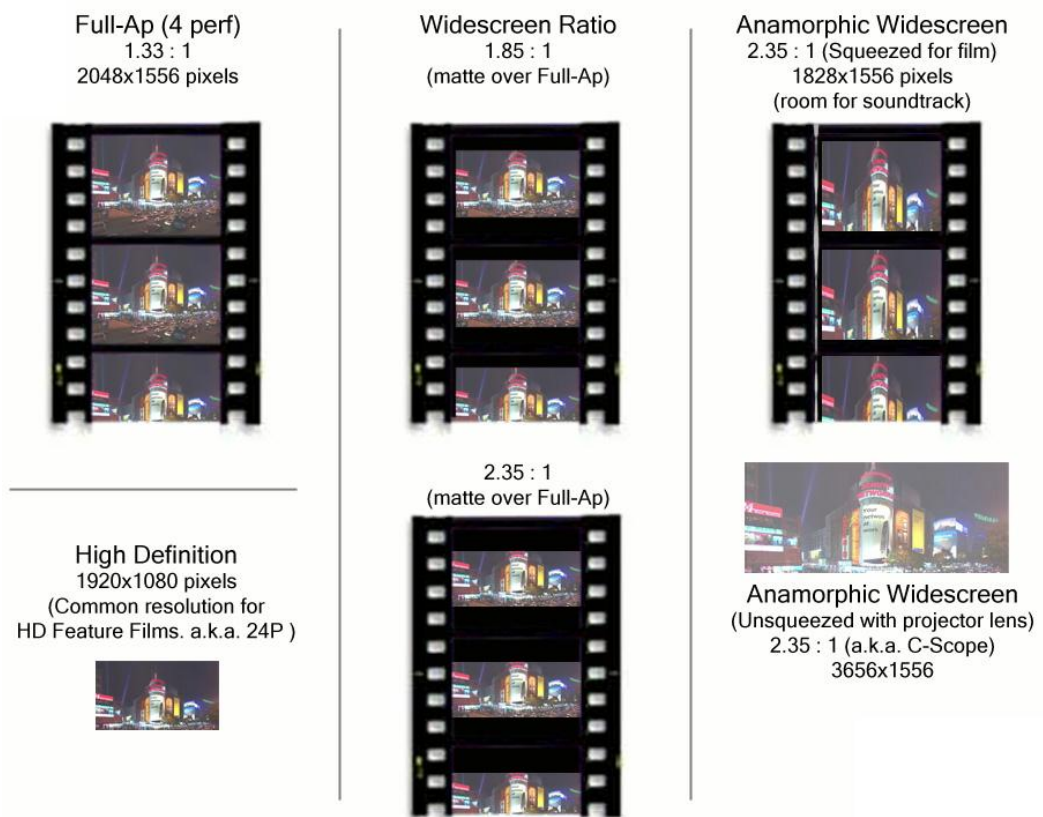 Full-Ap (4 perf)
1.33 : 1
2048x1556 pixels
High Definition
1920x1080 pixels
(Common resolution for
HD Feature Films. a.k.a. 24P )
Widescreen Ratio
1.85 : 1
(matte over Full-Ap)
2.35 : 1
(matte over Full-Ap)
Anamorphic Widescreen
2.35 : 1 (Squeezed for film)
1828x1556 pixels
(room for soundtrack)
Anamorphic Widescreen
(Unsqueezed with projector lens)
2.35 : 1 (a.k.a. C-Scope)
3656x1556